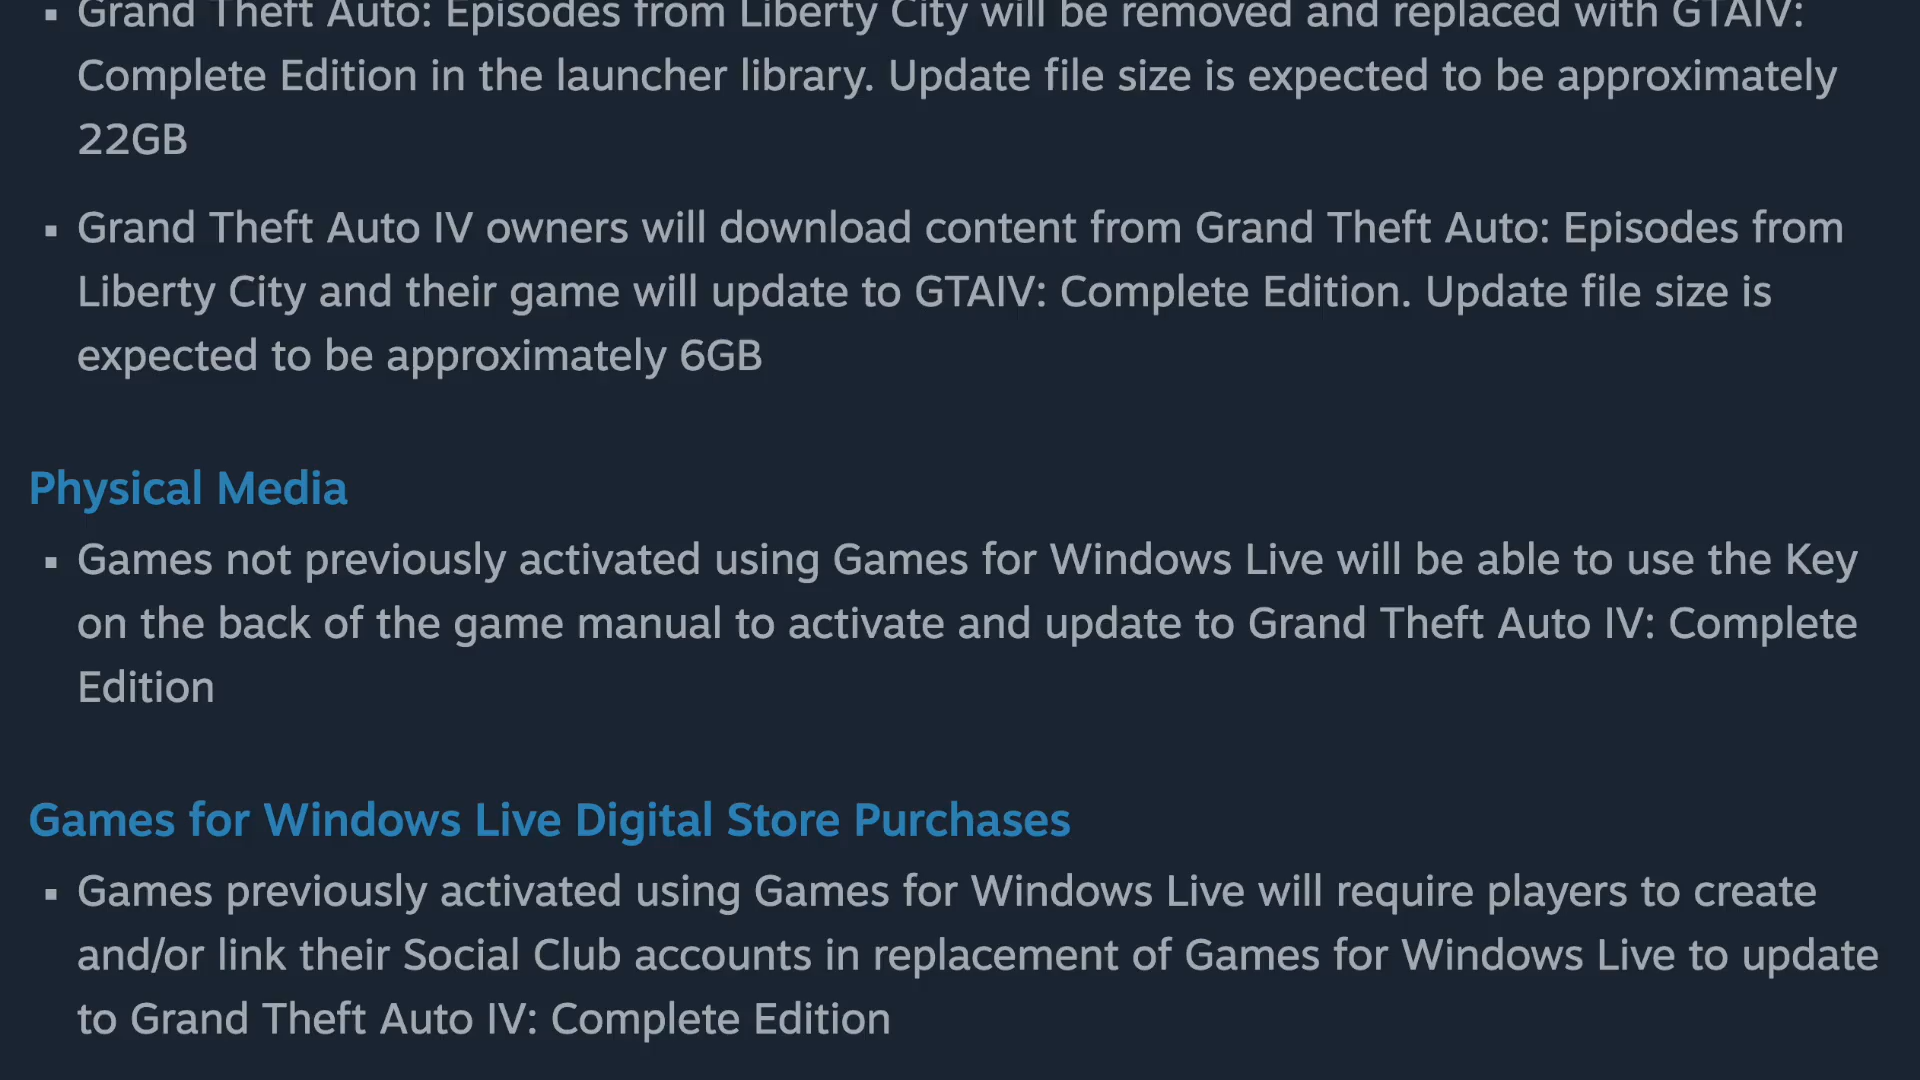 ▪ Grand Theft Auto: Episodes from Liberty City will be removed and replaced with GTAIV:
Complete Edition in the launcher library. Update file size is expected to be approximately
22GB
▪ Grand Theft Auto IV owners will download content from Grand Theft Auto: Episodes from
Liberty City and their game will update to GTAIV: Complete Edition. Update file size is
expected to be approximately 6GB
Physical Media
▪ Games not previously activated using Games for Windows Live will be able to use the Key
on the back of the game manual to activate and update to Grand Theft Auto IV: Complete
Edition
Games for Windows Live Digital Store Purchases
▪ Games previously activated using Games for Windows Live will require players to create
and/or link their Social Club accounts in replacement of Games for Windows Live to update
to Grand Theft Auto IV: Complete Edition